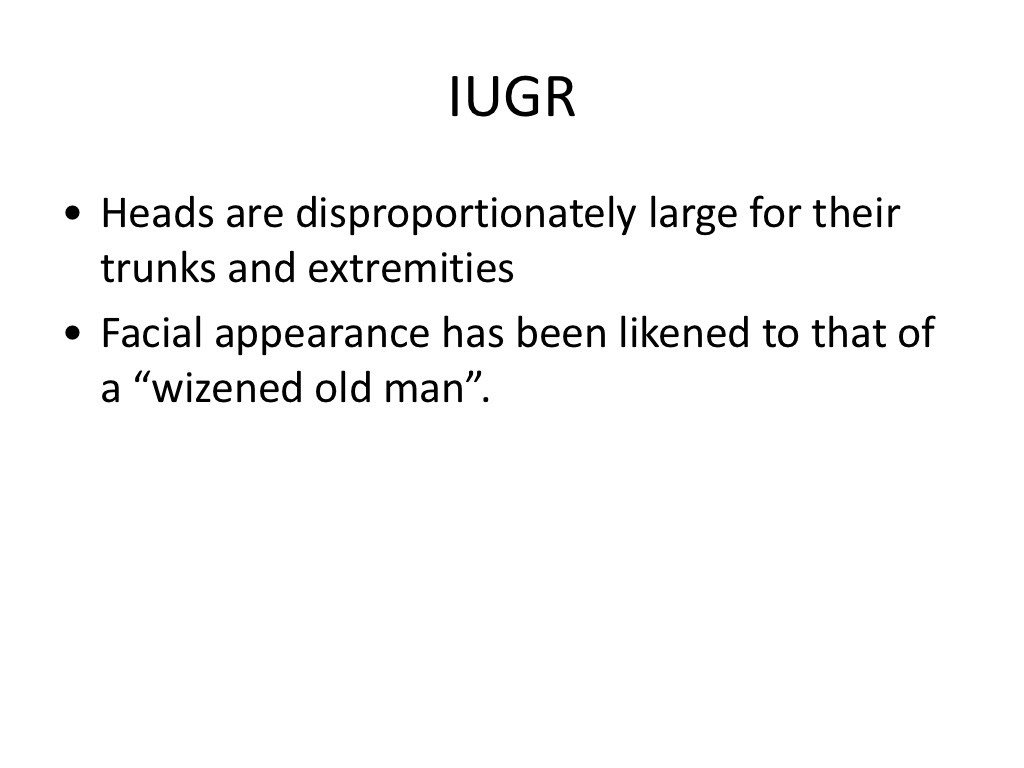 IUGR
• Heads are disproportionately large for their
trunks and extremities
• Facial appearance has been likened to that of
a “wizened old man”.